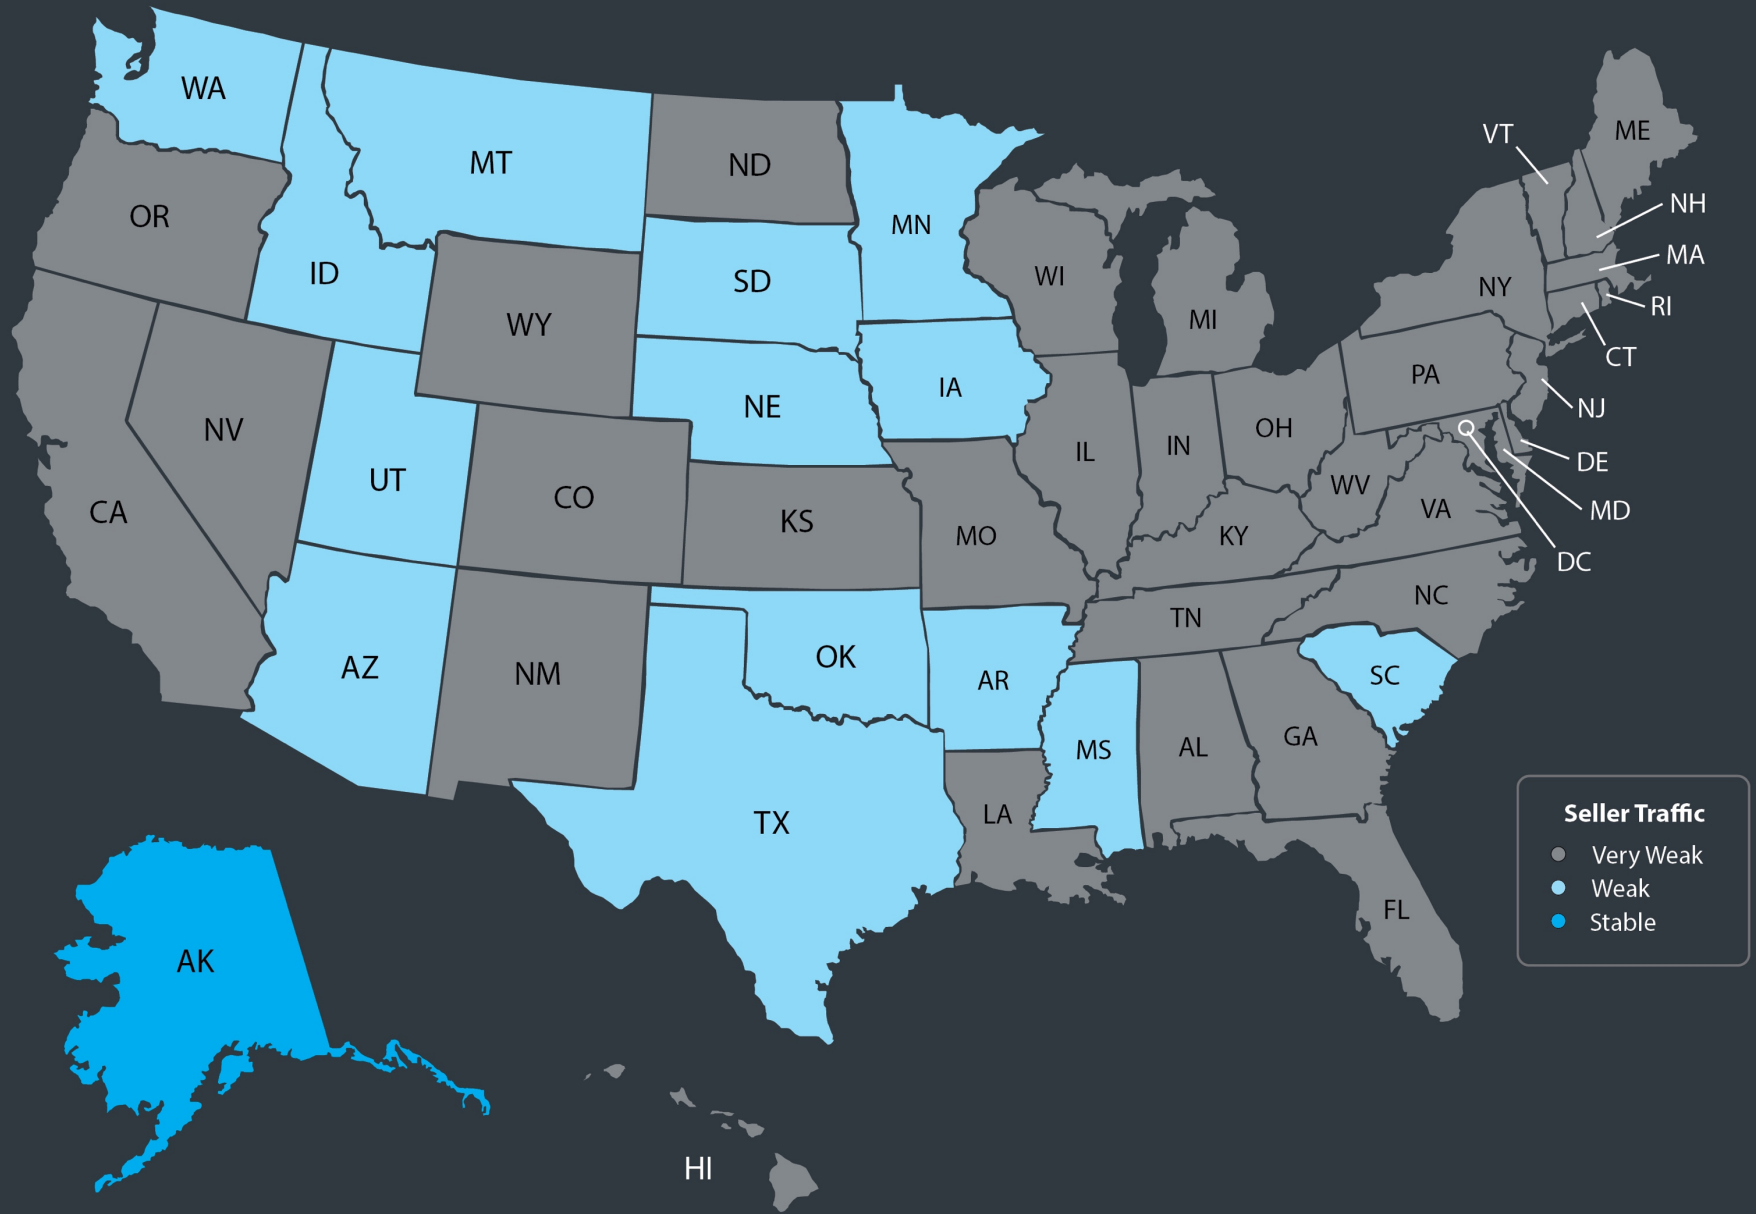 WA
MT
ND
MN
VT
ME
OR
ID
SD
WI
MI
NY
NH
MA
RI
CT
WY
NE
IA
PA
NJ
NV
UT
CO
KS
IL
IN
OH
WV
VA
DE
MD
DC
CA
MO
KY
NC
TN
AZ
NM
OK
AR
SC
MS
AL
GA
TX
LA
FL
AK
HI
Seller Traffic
Very Weak
Weak
Stable